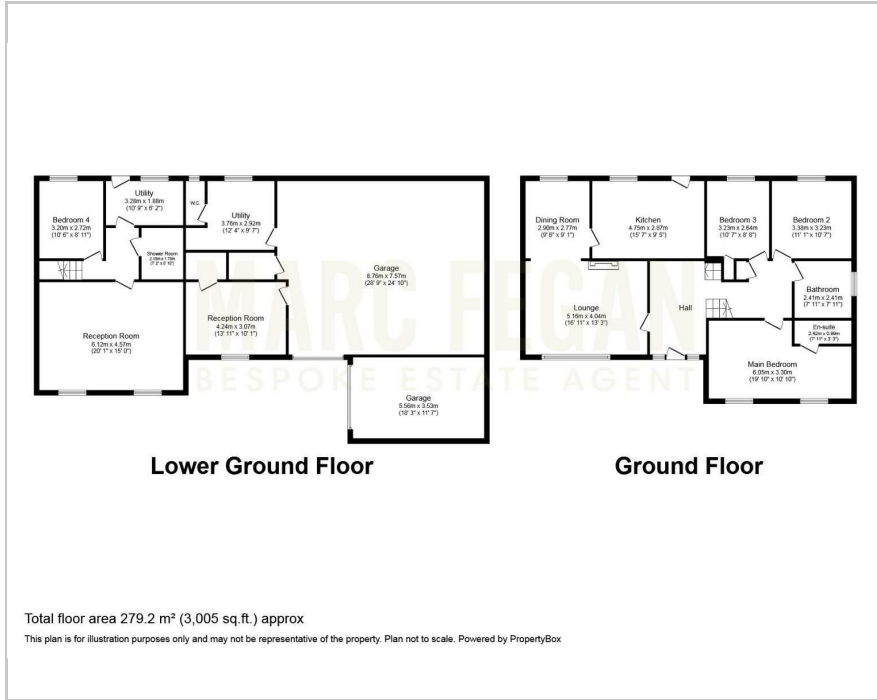 Utility
3.28m x 1.88m
(10' 9" x 6' 2")
W.C.
Utility
3.76m x 2.92m
(12' 4" x 9' 7")
Bedroom 4
3.20m x 2.72m
(10' 6" x 8' 11")
Shower Room
Garage
8.76m x 7.57m
(28' 9" x 24' 10")
Reception Room
4.24m x 3.07m
(13' 11" x 10' 1")
Reception Room
6.12m x 4.57m
(20' 1" x 15' 0")
Garage
5.56m x 3.53m
(18' 3" x 11' 7")
Lower Ground Floor
Dining Room
2.90m x 2.77m
(9' 6" x 9' 1")
Kitchen
4.75m x 2.87m
(15' 7" x 9' 5")
Bedroom 3
3.23m x 2.64m
(10' 7" x 8' 8")
Bedroom 2
3.38m x 3.23m
(11' 1" x 10' 7")
Bathroom
2.41m x 2.41m
(7' 11" x 7' 11")
Lounge
5.16m x 4.04m
(16' 11" x 13' 3")
Hall
En-suite
2.42m x 0.99m
(7' 11" x 3' 3")
Main Bedroom
6.05m x 3.30m
(19' 10" x 10' 10")
Ground Floor
MARC FEGAN
BESPOKE ESTATE AGENT
Total floor area 279.2 m² (3,005 sq.ft.) approx
This plan is for illustration purposes only and may not be representative of the property. Plan not to scale. Powered by PropertyBox